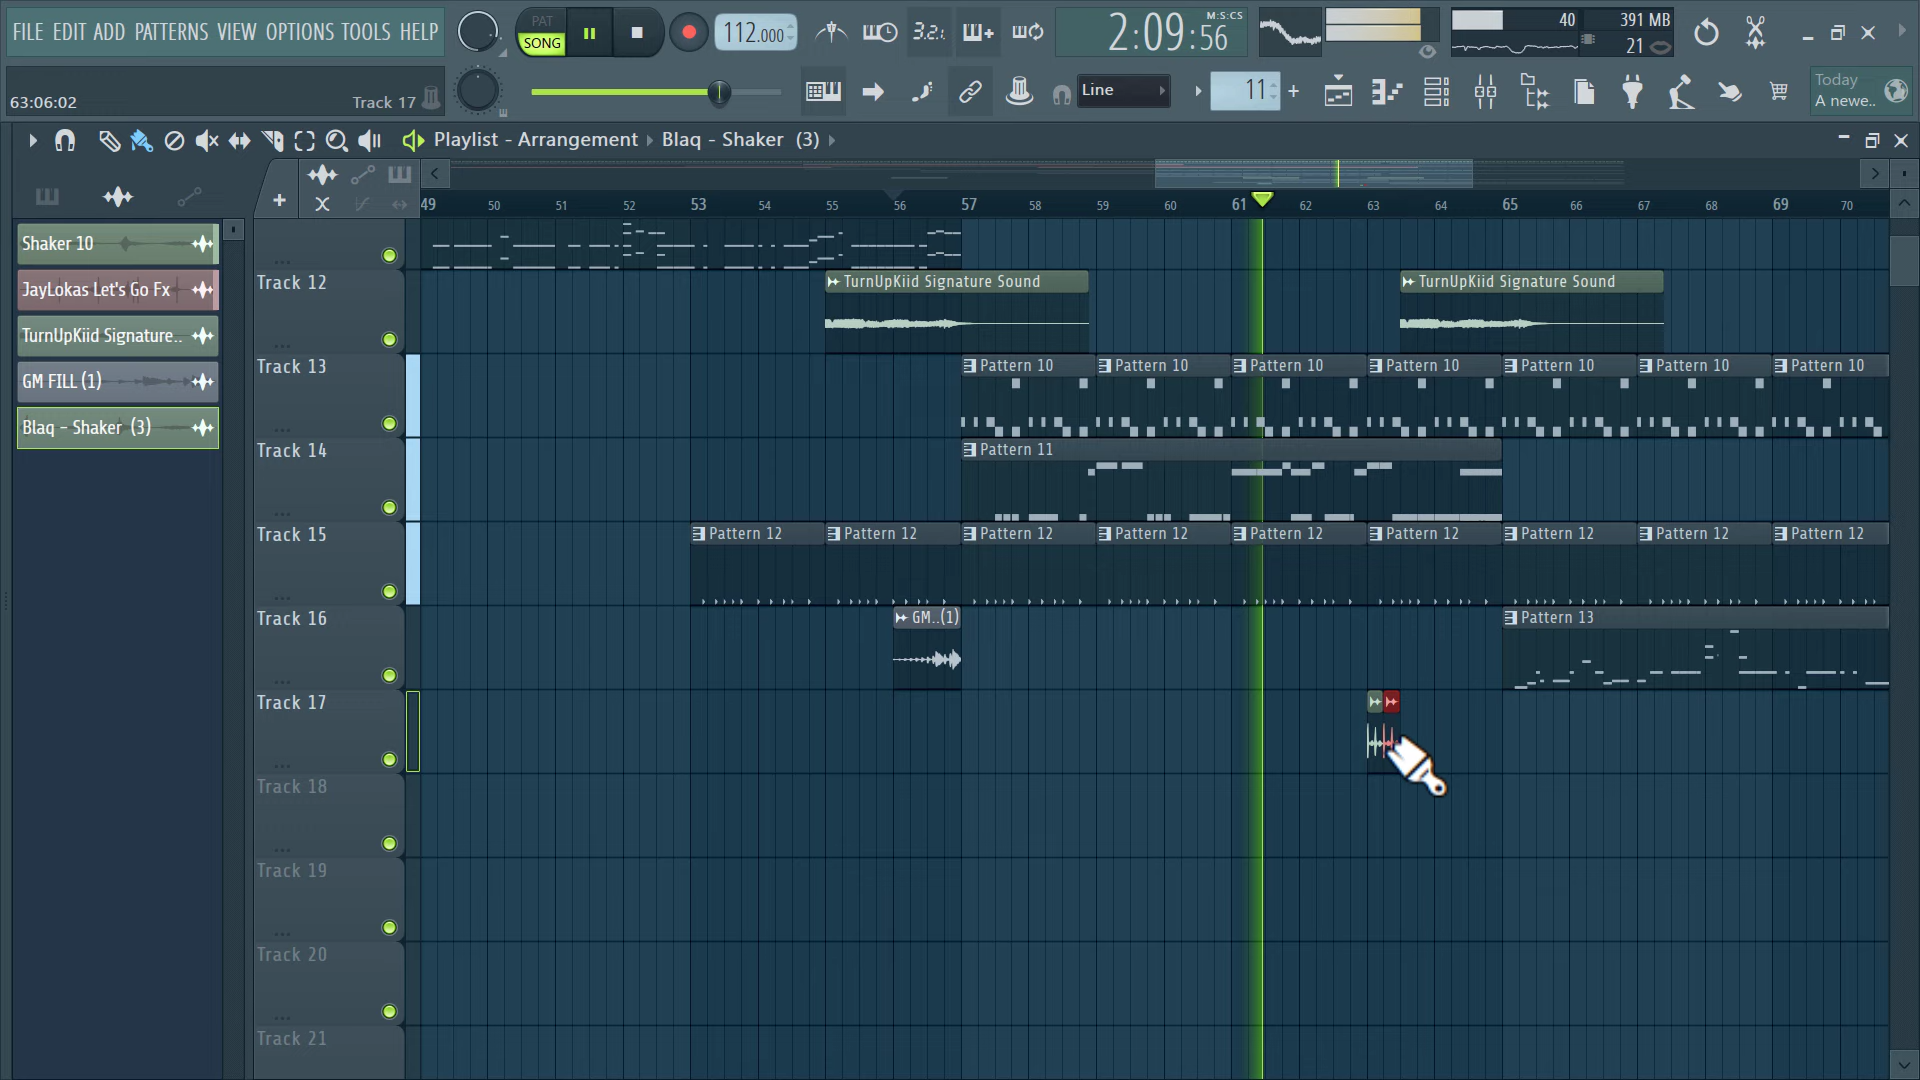 FILE EDIT ADD PATTERNS VIEW OPTIONS TOOLS HELP
PAT
SONG
112.000
3.2.1.
2:09:56
M:S:CS
40
391 MB
21
63:06:02
Track 17
Line
11
Today
A newe..
Playlist - Arrangement
Blaq - Shaker (3)
49 50 51 52 53 54 55 56 57 58 59 60 61 62 63 64 65 66 67 68 69 70
Shaker 10
JayLokas Let's Go Fx
TurnUpKiid Signature..
GM FILL (1)
Blaq - Shaker (3)
Track 12
TurnUpKiid Signature Sound
TurnUpKiid Signature Sound
Track 13
Pattern 10
Pattern 10
Pattern 10
Pattern 10
Pattern 10
Pattern 10
Pattern 10
Track 14
Pattern 11
Track 15
Pattern 12
Pattern 12
Pattern 12
Pattern 12
Pattern 12
Pattern 12
Pattern 12
Pattern 12
Pattern 12
Track 16
GM..(1)
Pattern 13
Track 17
Track 18
Track 19
Track 20
Track 21